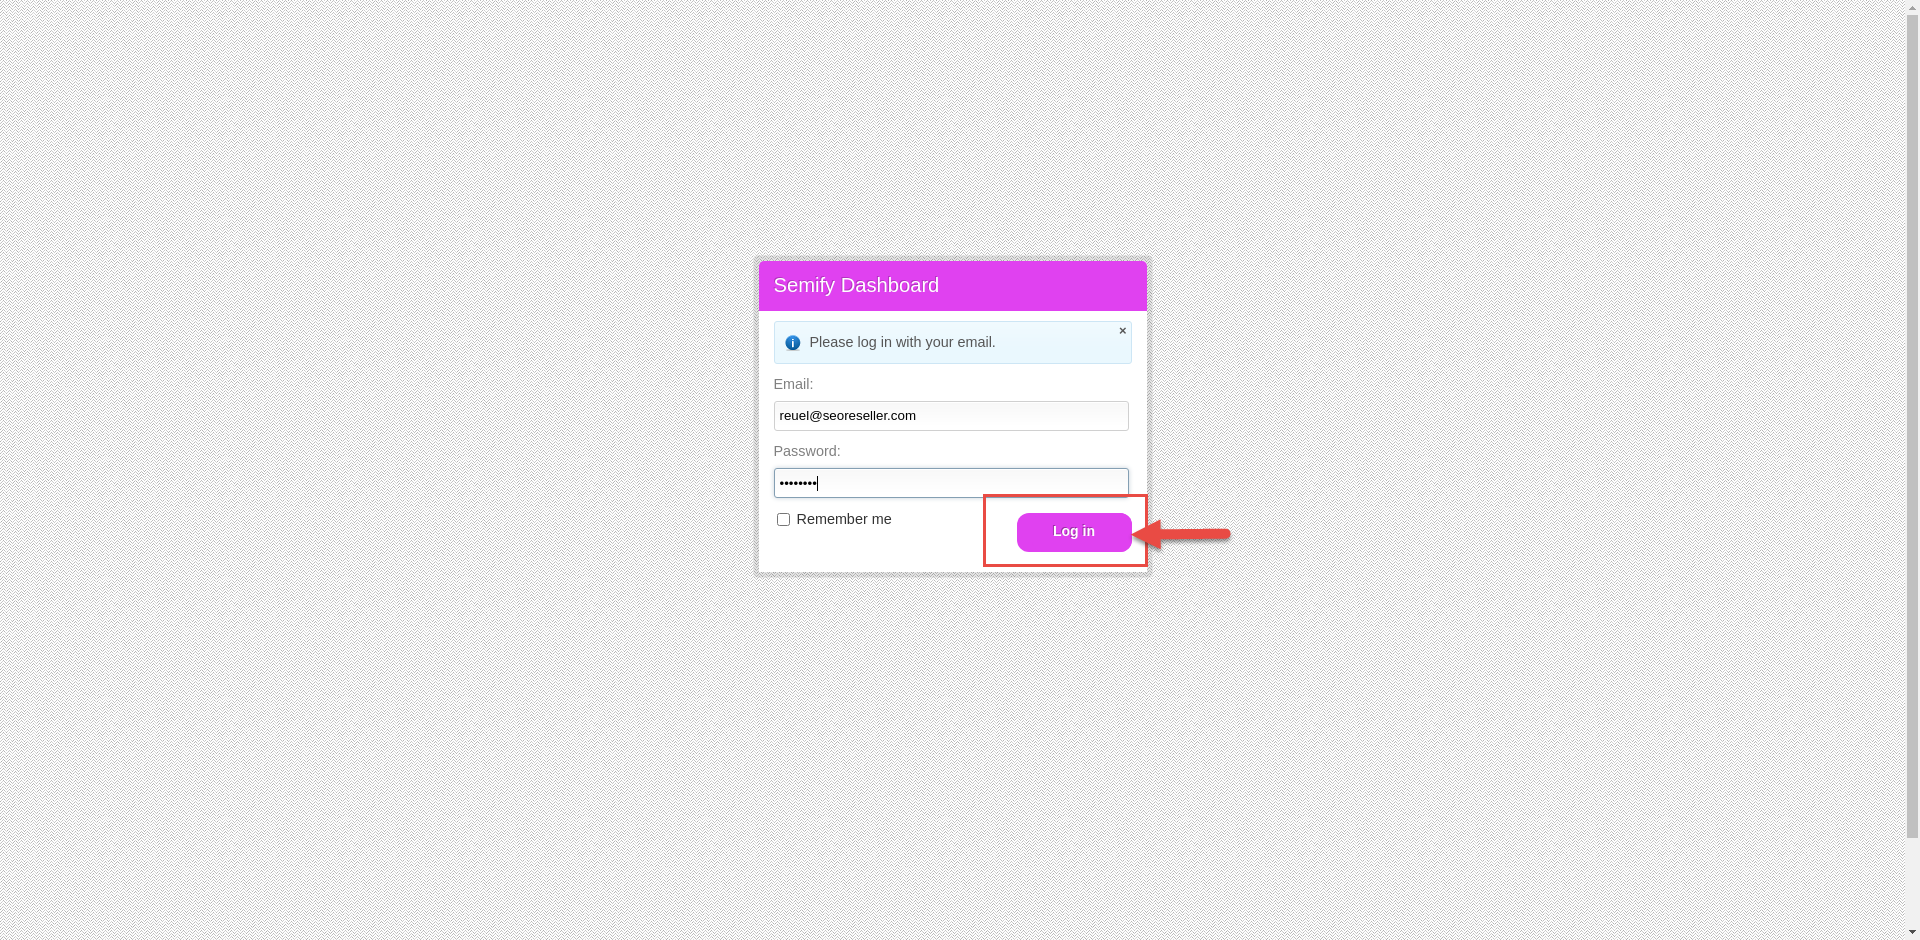 Semify Dashboard
×
Please log in with your email.
Email:
reuel@seoreseller.com
Password:
••••••••
Remember me
Log in